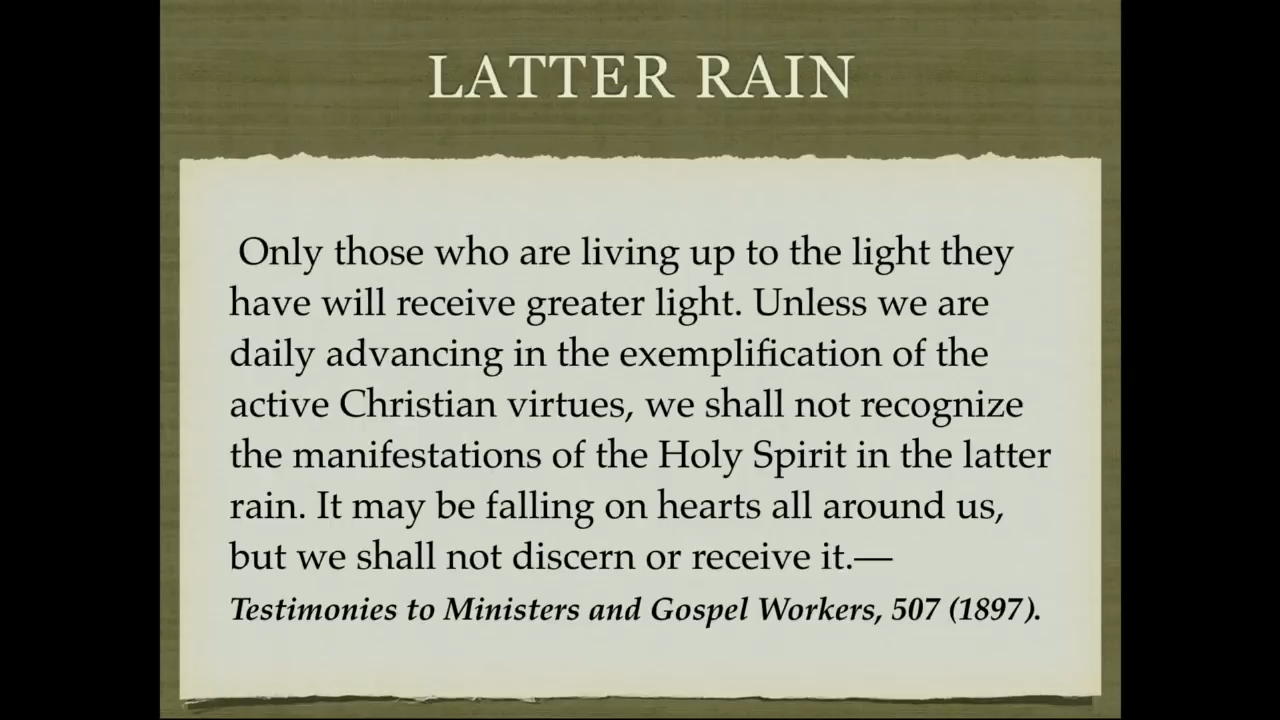 LATTER RAIN
Only those who are living up to the light they
have will receive greater light. Unless we are
daily advancing in the exemplification of the
active Christian virtues, we shall not recognize
the manifestations of the Holy Spirit in the latter
rain. It may be falling on hearts all around us,
but we shall not discern or receive it.—
Testimonies to Ministers and Gospel Workers, 507 (1897).